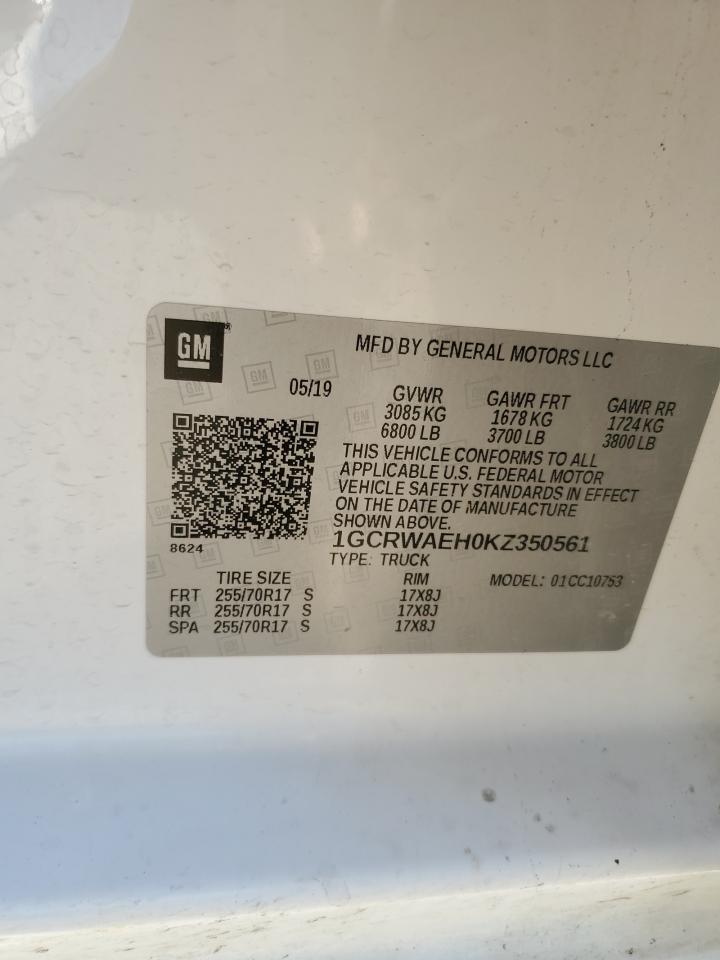 GM
MFD BY GENERAL MOTORS LLC
05/19
GVWR GAWR FRT GAWR RR
3085 KG 1678 KG 1724 KG
6800 LB 3700 LB 3800 LB
THIS VEHICLE CONFORMS TO ALL
APPLICABLE U.S. FEDERAL MOTOR
VEHICLE SAFETY STANDARDS IN EFFECT
ON THE DATE OF MANUFACTURE
SHOWN ABOVE.
8624
1GCRWAEH0KZ350561
TYPE: TRUCK
TIRE SIZE RIM MODEL: 01CC10753
FRT 255/70R17 S 17X8J
RR 255/70R17 S 17X8J
SPA 255/70R17 S 17X8J